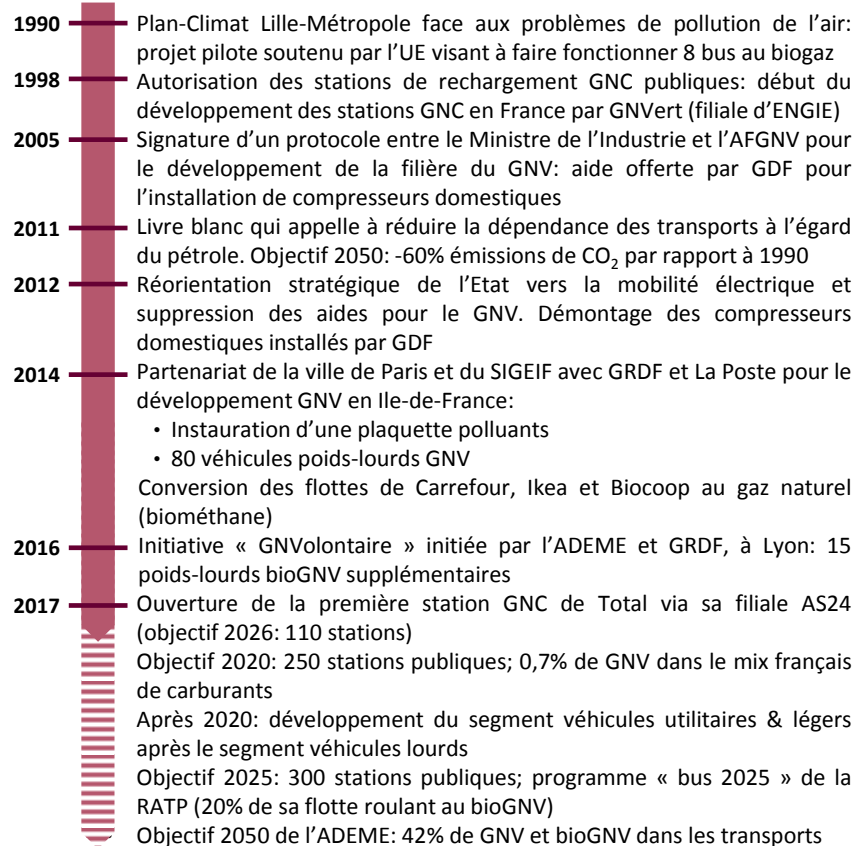 1990 Plan-Climat Lille-Métropole face aux problèmes de pollution de l’air:
projet pilote soutenu par l’UE visant à faire fonctionner 8 bus au biogaz
1998 Autorisation des stations de rechargement GNC publiques: début du
développement des stations GNC en France par GNVert (filiale d’ENGIE)
2005 Signature d’un protocole entre le Ministre de l’Industrie et l’AFGNV pour
le développement de la filière du GNV: aide offerte par GDF pour
l’installation de compresseurs domestiques
2011 Livre blanc qui appelle à réduire la dépendance des transports à l’égard
du pétrole. Objectif 2050: -60% émissions de CO₂ par rapport à 1990
2012 Réorientation stratégique de l’Etat vers la mobilité électrique et
suppression des aides pour le GNV. Démontage des compresseurs
domestiques installés par GDF
2014 Partenariat de la ville de Paris et du SIGEIF avec GRDF et La Poste pour le
développement GNV en Ile-de-France:
• Instauration d’une plaquette polluants
• 80 véhicules poids-lourds GNV
Conversion des flottes de Carrefour, Ikea et Biocoop au gaz naturel
(biométhane)
2016 Initiative « GNVolontaire » initiée par l’ADEME et GRDF, à Lyon: 15
poids-lourds bioGNV supplémentaires
2017 Ouverture de la première station GNC de Total via sa filiale AS24
(objectif 2026: 110 stations)
Objectif 2020: 250 stations publiques; 0,7% de GNV dans le mix français
de carburants
Après 2020: développement du segment véhicules utilitaires & légers
après le segment véhicules lourds
Objectif 2025: 300 stations publiques; programme « bus 2025 » de la
RATP (20% de sa flotte roulant au bioGNV)
Objectif 2050 de l’ADEME: 42% de GNV et bioGNV dans les transports